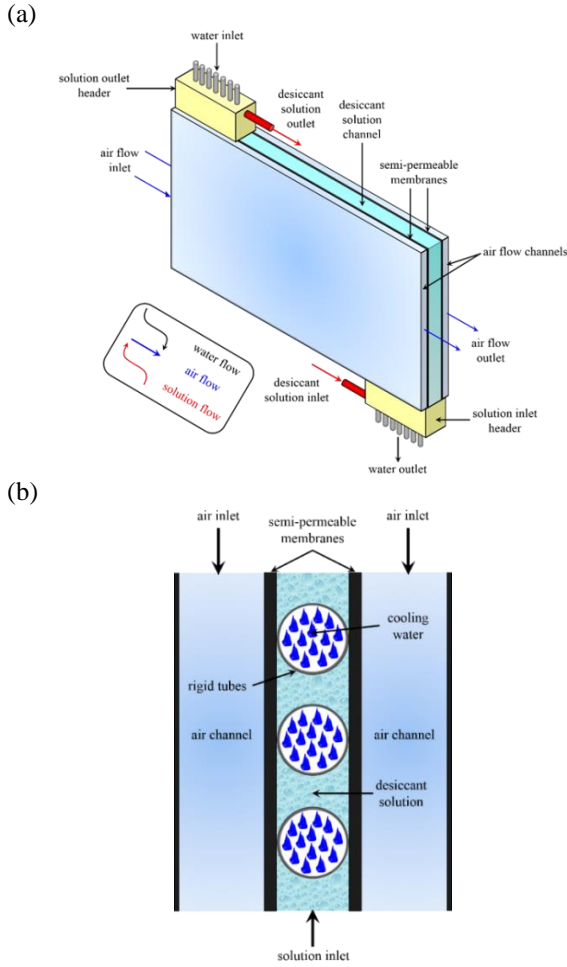 (a)
water inlet
solution outlet
header
desiccant
solution
outlet
desiccant
solution
channel
semi-permeable
membranes
air flow
inlet
air flow channels
water flow
air flow
solution flow
air flow
outlet
desiccant
solution inlet
solution inlet
header
water outlet
(b)
air inlet
semi-permeable
membranes
air inlet
cooling
water
rigid tubes
air channel
air channel
desiccant
solution
solution inlet